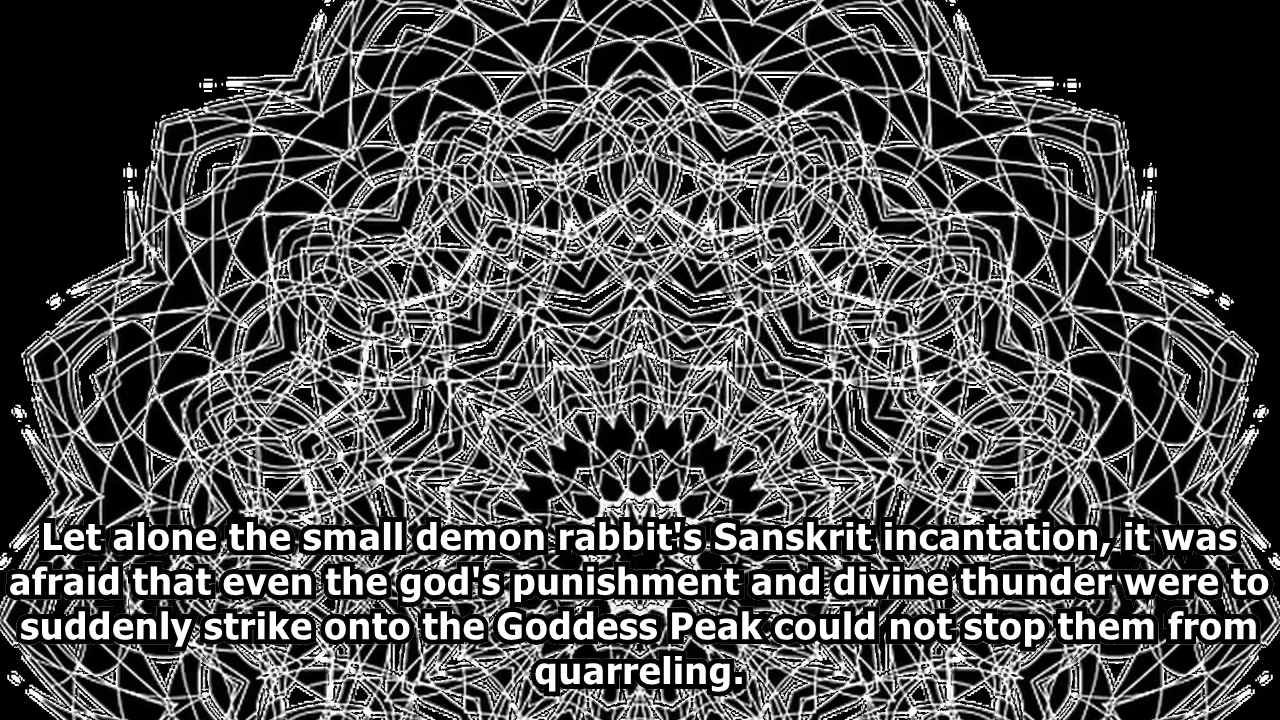 Let alone the small demon rabbit's Sanskrit incantation, it was
afraid that even the god's punishment and divine thunder were to
suddenly strike onto the Goddess Peak could not stop them from
quarreling.